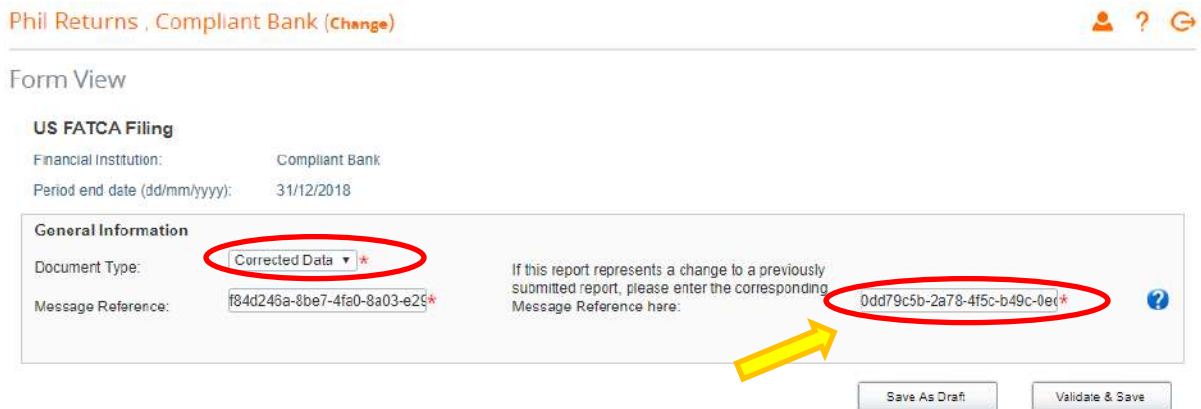 Phil Returns , Compliant Bank (Change)
?
Form View
US FATCA Filing
Financial Institution: Compliant Bank
Period end date (dd/mm/yyyy): 31/12/2018
General Information
Document Type: Corrected Data *
If this report represents a change to a previously
submitted report, please enter the corresponding
Message Reference here:
Message Reference: f84d246a-8be7-4fa0-8a03-e29*
0dd79c5b-2a78-4f5c-b49c-0ec*
?
Save As Draft Validate & Save